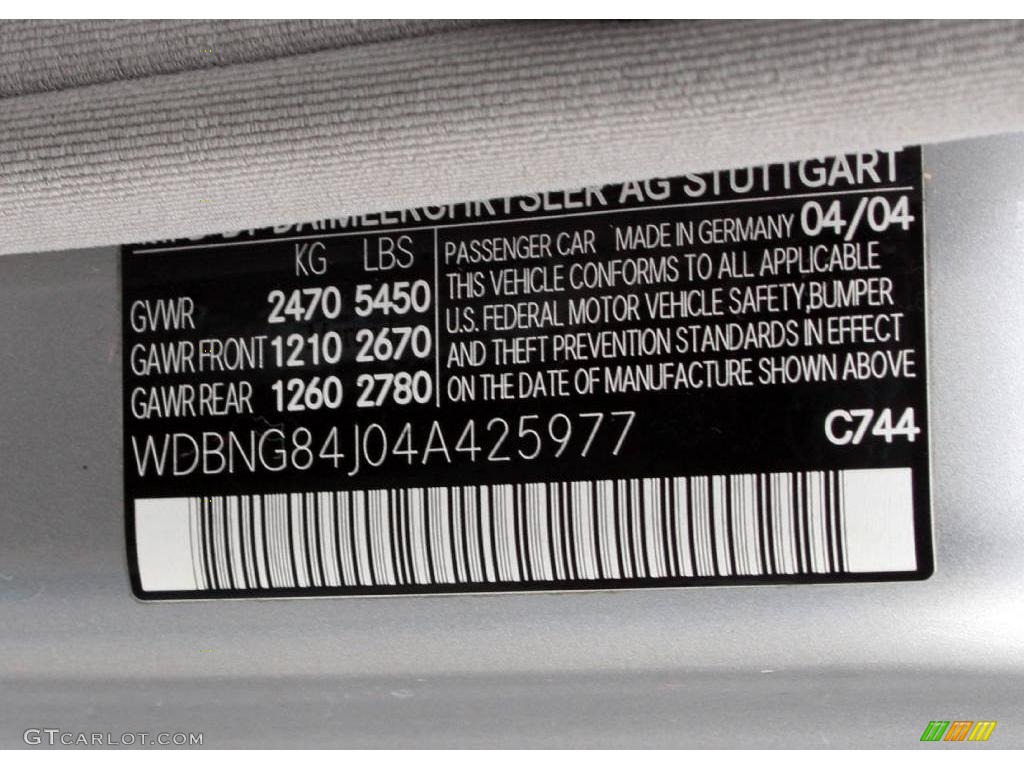 MFD BY DAIMLERCHRYSLER AG STUTTGART
04/04
KG LBS
GVWR 2470 5450
GAWR FRONT 1210 2670
GAWR REAR 1260 2780
PASSENGER CAR MADE IN GERMANY
THIS VEHICLE CONFORMS TO ALL APPLICABLE
U.S. FEDERAL MOTOR VEHICLE SAFETY, BUMPER
AND THEFT PREVENTION STANDARDS IN EFFECT
ON THE DATE OF MANUFACTURE SHOWN ABOVE
WDBNG84J04A425977
C744
GTCARLOT.COM